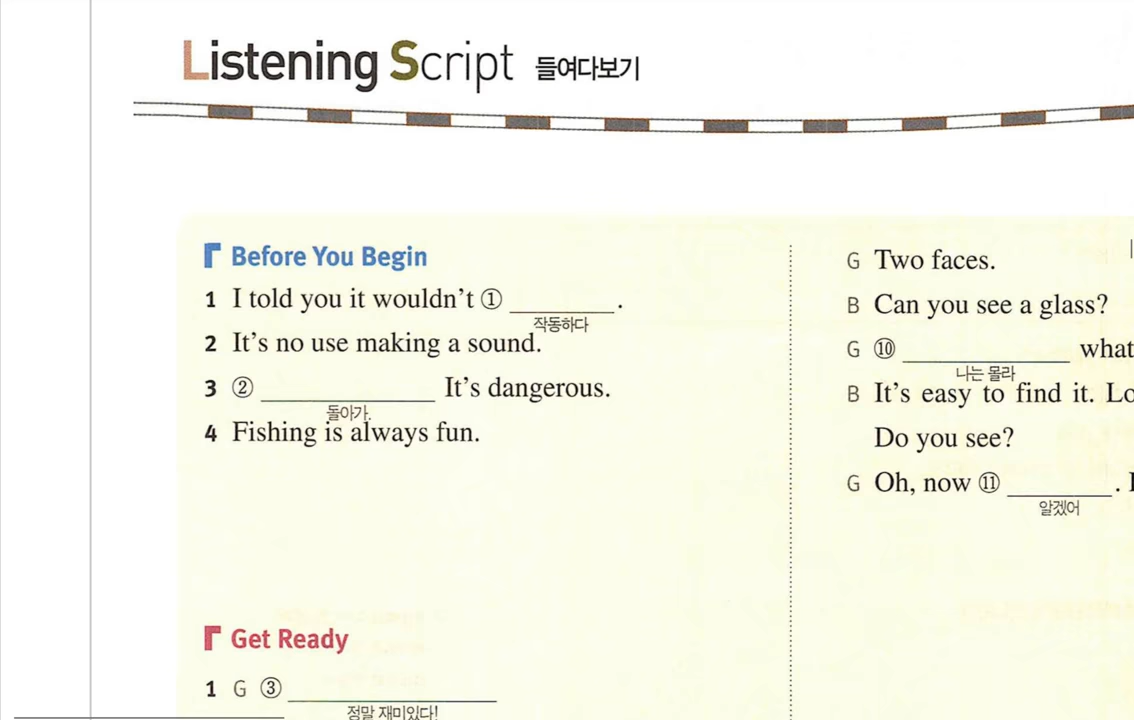 Listening Script 들여다보기
Before You Begin
1 I told you it wouldn't ① ________ .
작동하다
2 It's no use making a sound.
3 ② ________ It's dangerous.
돌아가.
4 Fishing is always fun.
Get Ready
1 G ③ ________
정말 재미있다!
G Two faces.
B Can you see a glass?
G ⑩ ________ what
나는 몰라
B It's easy to find it. Lo
Do you see?
G Oh, now ⑪ ________ . I
알겠어